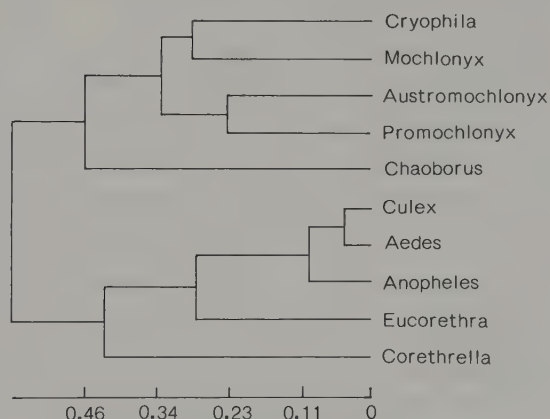 Cryophila
Mochlonyx
Austromochlonyx
Promochlonyx
Chaoborus
Culex
Aedes
Anopheles
Eucorethra
Corethrella
0.46 0.34 0.23 0.11 0